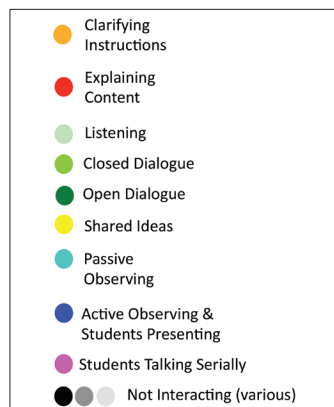 Clarifying
Instructions
Explaining
Content
Listening
Closed Dialogue
Open Dialogue
Shared Ideas
Passive
Observing
Active Observing &
Students Presenting
Students Talking Serially
Not Interacting (various)